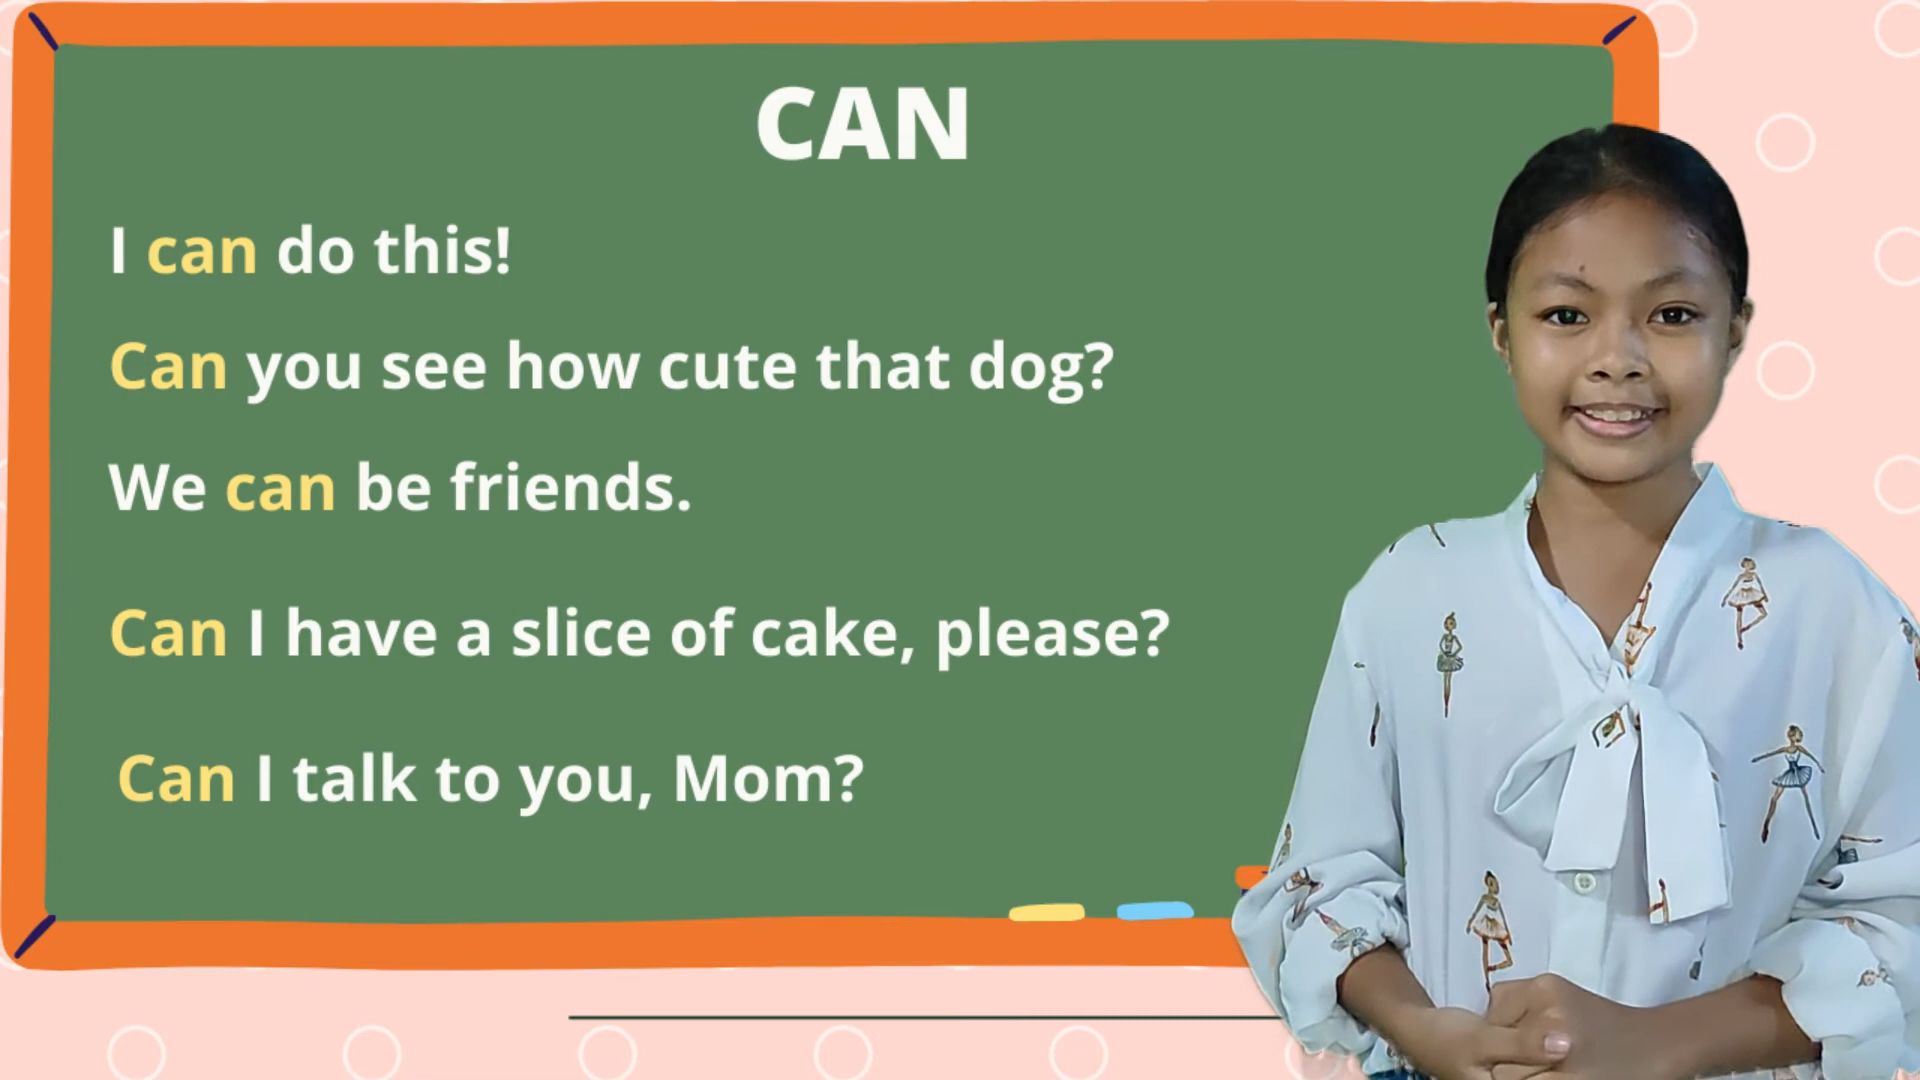 CAN
I can do this!
Can you see how cute that dog?
We can be friends.
Can I have a slice of cake, please?
Can I talk to you, Mom?